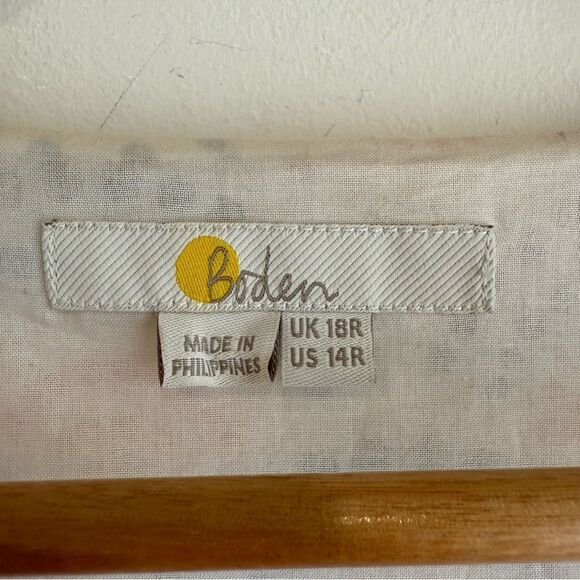 Boden
MADE IN
PHILIPPINES
UK 18R
US 14R